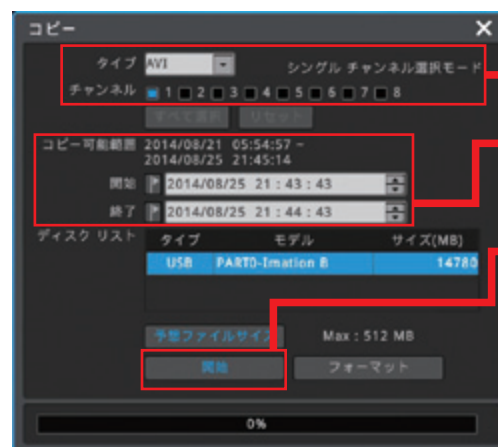 コピー
タイプ AVI シングル チャンネル選択モード
チャンネル 1 2 3 4 5 6 7 8
すべて選択 リセット
コピー可能範囲 2014/08/21 05:54:57 ~
2014/08/25 21:45:14
開始 2014/08/25 21 : 43 : 43
終了 2014/08/25 21 : 44 : 43
ディスク リスト タイプ モデル サイズ(MB)
USB PART0-Imation B 14780
予想ファイルサイズ Max : 512 MB
開始 フォーマット
0%